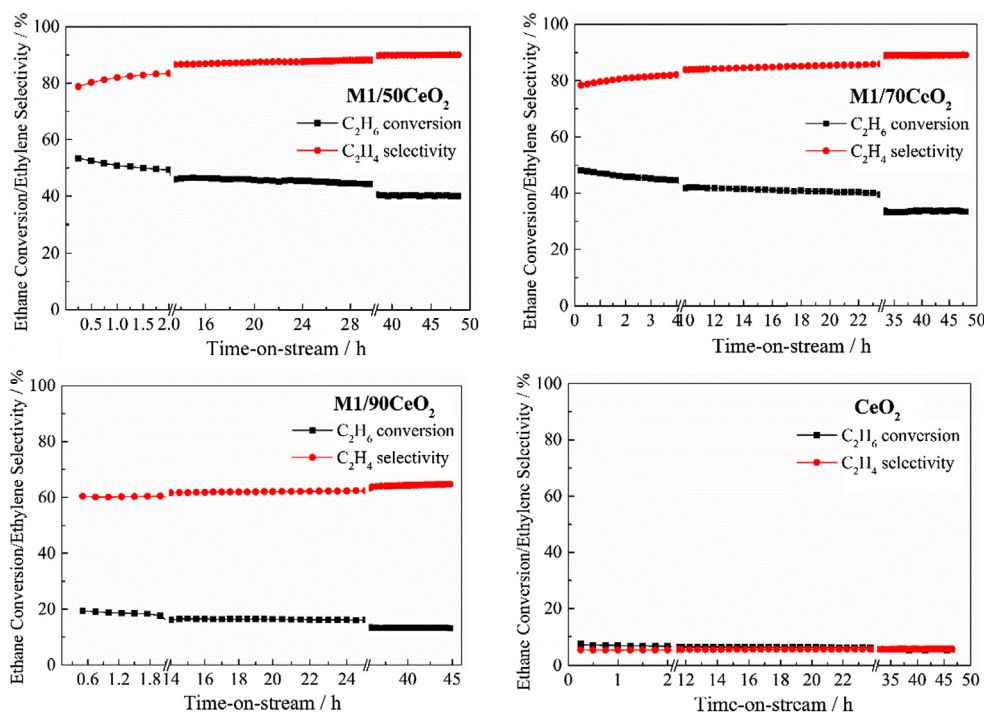 Ethane Conversion/Ethylene Selectivity / %
100
80
60
40
20
0
M1/50CeO2
C2H6 conversion
C2H4 selectivity
0.5 1.0 1.5 2.0 16 20 24 28 40 45 50
Time-on-stream / h
Ethane Conversion/Ethylene Selectivity / %
100
80
60
40
20
0
M1/70CeO2
C2H6 conversion
C2H4 selectivity
0 1 2 3 4 10 12 14 16 18 20 22 35 40 45 50
Time-on-stream / h
Ethane Conversion/Ethylene Selectivity / %
100
80
60
40
20
0
M1/90CeO2
C2H6 conversion
C2H4 selectivity
0.6 1.2 1.8 14 16 18 20 22 24 40 45
Time-on-stream / h
Ethane Conversion/Ethylene Selectivity / %
100
80
60
40
20
0
CeO2
C2H6 conversion
C2H4 selectivity
0 1 2 12 14 16 18 20 22 35 40 45 50
Time-on-stream / h